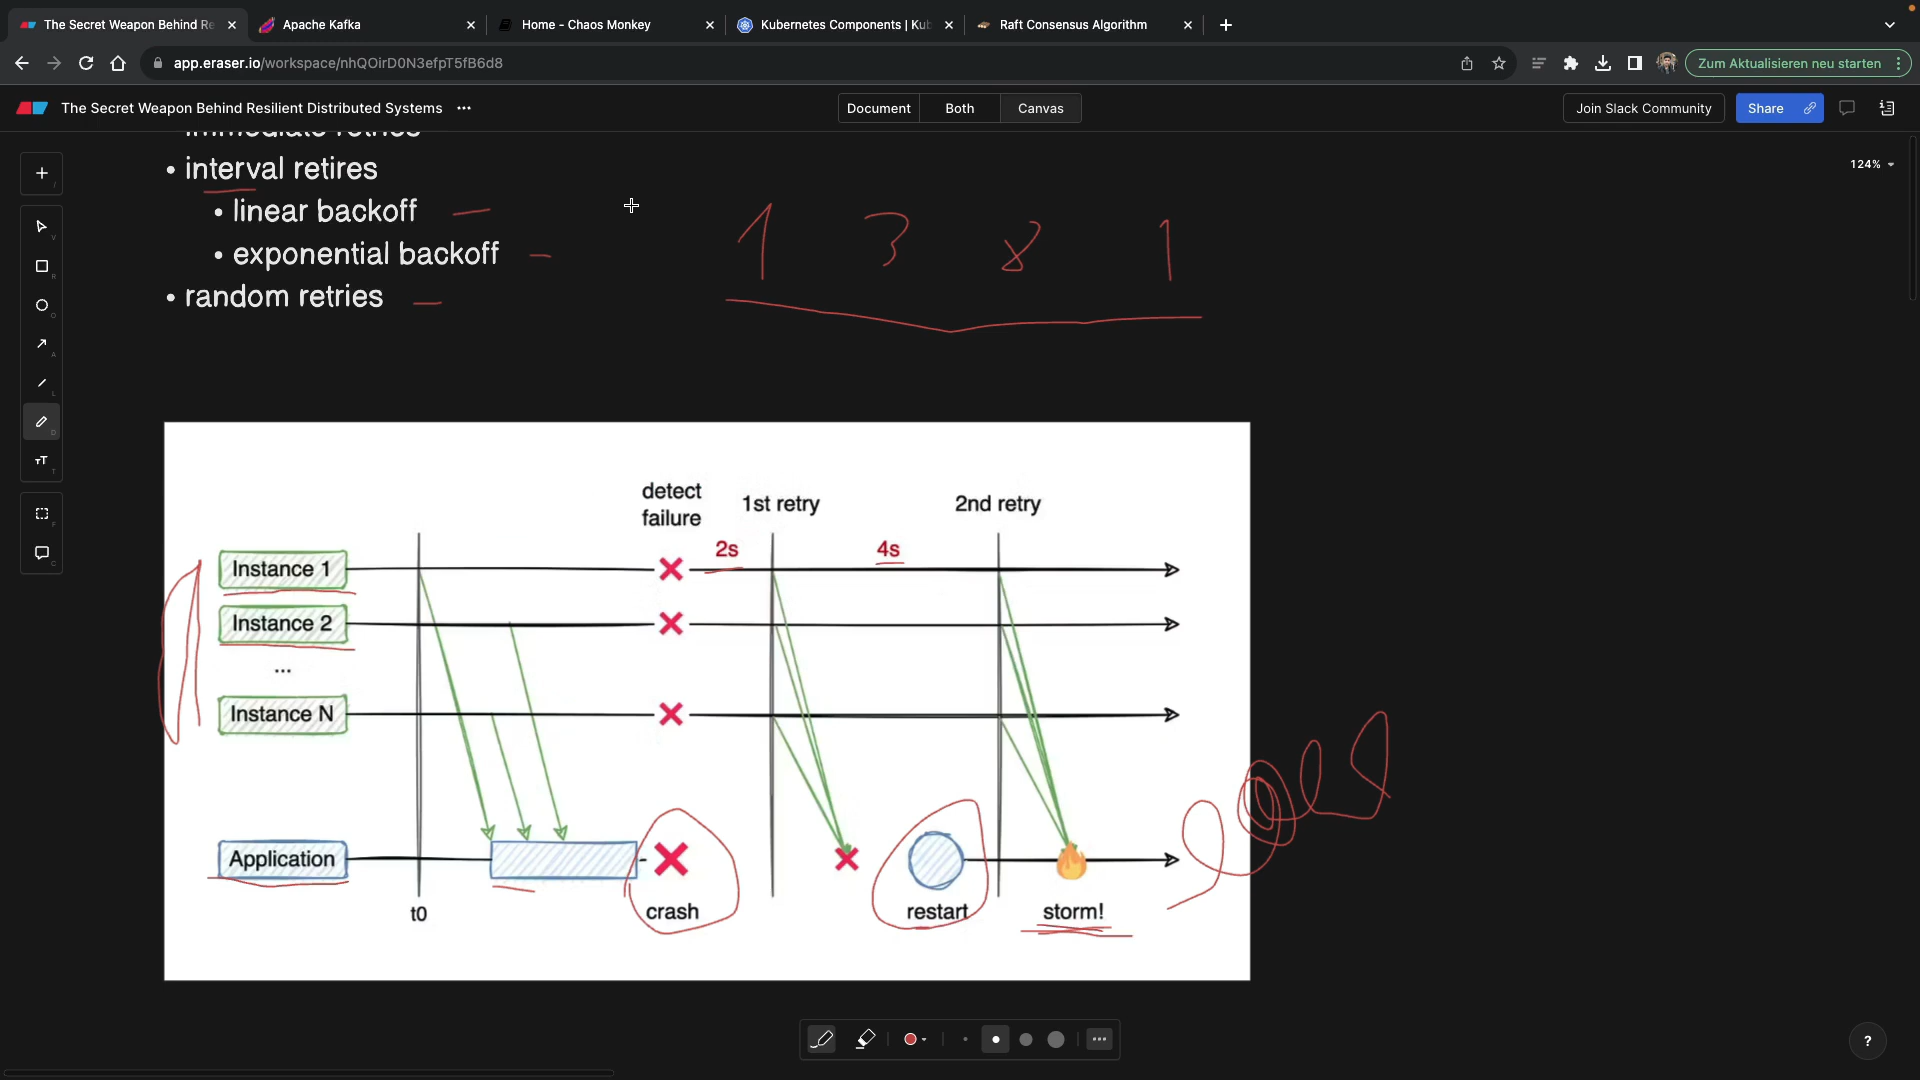 The Secret Weapon Behind Re
Apache Kafka
Home - Chaos Monkey
Kubernetes Components | Kub
Raft Consensus Algorithm
app.eraser.io/workspace/nhQOirD0N3efpT5fB6d8
Zum Aktualisieren neu starten
The Secret Weapon Behind Resilient Distributed Systems
Document
Both
Canvas
Join Slack Community
Share
124%
• immediate retries
• interval retires
• linear backoff
• exponential backoff
• random retries
1 3 8 1
detect
failure
1st retry
2nd retry
2s
4s
Instance 1
Instance 2
...
Instance N
Application
t0
crash
restart
storm!
?